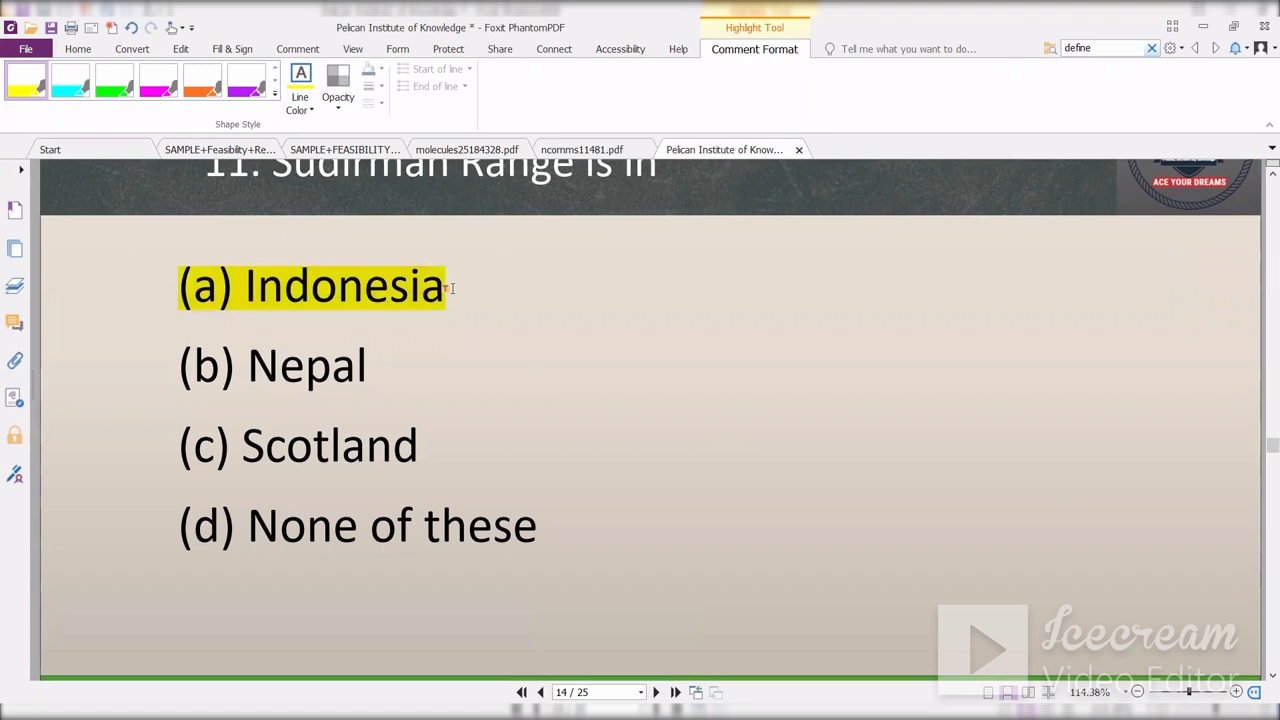 Pelican Institute of Knowledge * - Foxit PhantomPDF
Highlight Tool
File Home Convert Edit Fill & Sign Comment View Form Protect Share Connect Accessibility Help Comment Format Tell me what you want to do... define
Line Color
Opacity
Start of line
End of line
Shape Style
Start SAMPLE+Feasibilty+Re... SAMPLE+FEASIBILITY... molecules25184328.pdf ncomms11481.pdf Pelican Institute of Know...
11. Sudirman Range is in
ACE YOUR DREAMS
(a) Indonesia
(b) Nepal
(c) Scotland
(d) None of these
Icecream
Video Editor
14 / 25
114.38%